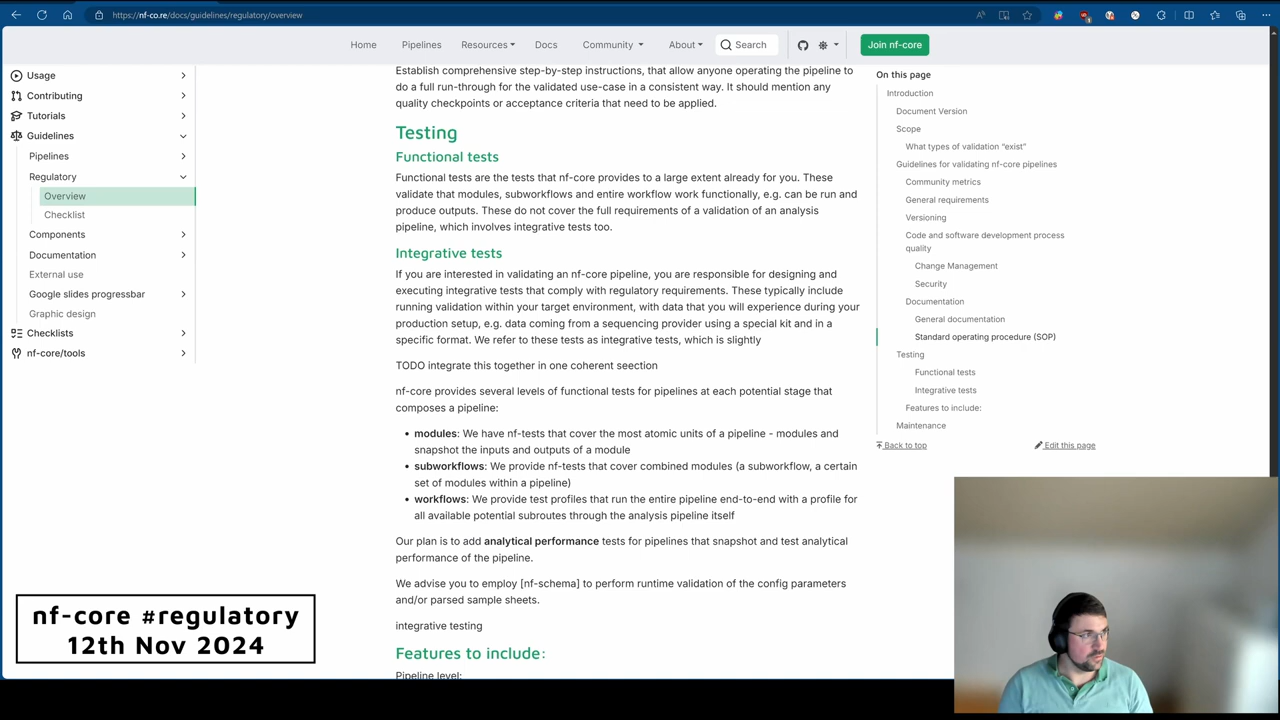 https://nf-co.re/docs/guidelines/regulatory/overview
Home Pipelines Resources Docs Community About Search Join nf-core
Usage
Contributing
Tutorials
Guidelines
Pipelines
Regulatory
Overview
Checklist
Components
Documentation
External use
Google slides progressbar
Graphic design
Checklists
nf-core/tools
Establish comprehensive step-by-step instructions, that allow anyone operating the pipeline to
do a full run-through for the validated use-case in a consistent way. It should mention any
quality checkpoints or acceptance criteria that need to be applied.
Testing
Functional tests
Functional tests are the tests that nf-core provides to a large extent already for you. These
validate that modules, subworkflows and entire workflow work functionally, e.g. can be run and
produce outputs. These do not cover the full requirements of a validation of an analysis
pipeline, which involves integrative tests too.
Integrative tests
If you are interested in validating an nf-core pipeline, you are responsible for designing and
executing integrative tests that comply with regulatory requirements. These typically include
running validation within your target environment, with data that you will experience during your
production setup, e.g. data coming from a sequencing provider using a special kit and in a
specific format. We refer to these tests as integrative tests, which is slightly
TODO integrate this together in one coherent seection
nf-core provides several levels of functional tests for pipelines at each potential stage that
composes a pipeline:
• modules: We have nf-tests that cover the most atomic units of a pipeline - modules and
snapshot the inputs and outputs of a module
• subworkflows: We provide nf-tests that cover combined modules (a subworkflow, a certain
set of modules within a pipeline)
• workflows: We provide test profiles that run the entire pipeline end-to-end with a profile for
all available potential subroutes through the analysis pipeline itself
Our plan is to add analytical performance tests for pipelines that snapshot and test analytical
performance of the pipeline.
We advise you to employ [nf-schema] to perform runtime validation of the config parameters
and/or parsed sample sheets.
integrative testing
Features to include:
Pipeline level:
On this page
Introduction
Document Version
Scope
What types of validation “exist”
Guidelines for validating nf-core pipelines
Community metrics
General requirements
Versioning
Code and software development process
quality
Change Management
Security
Documentation
General documentation
Standard operating procedure (SOP)
Testing
Functional tests
Integrative tests
Features to include:
Maintenance
Back to top Edit this page
nf-core #regulatory
12th Nov 2024